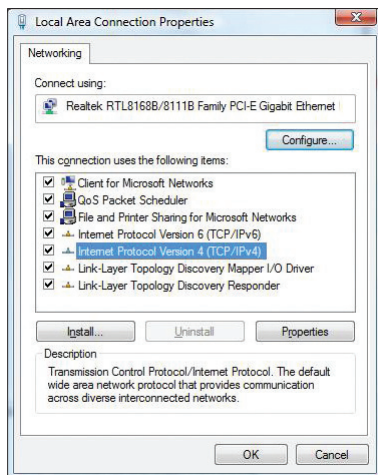 Local Area Connection Properties
Networking
Connect using:
Realtek RTL8168B/8111B Family PCI-E Gigabit Ethernet
Configure...
This connection uses the following items:
Client for Microsoft Networks
QoS Packet Scheduler
File and Printer Sharing for Microsoft Networks
Internet Protocol Version 6 (TCP/IPv6)
Internet Protocol Version 4 (TCP/IPv4)
Link-Layer Topology Discovery Mapper I/O Driver
Link-Layer Topology Discovery Responder
Install... Uninstall Properties
Description
Transmission Control Protocol/Internet Protocol. The default
wide area network protocol that provides communication
across diverse interconnected networks.
OK Cancel